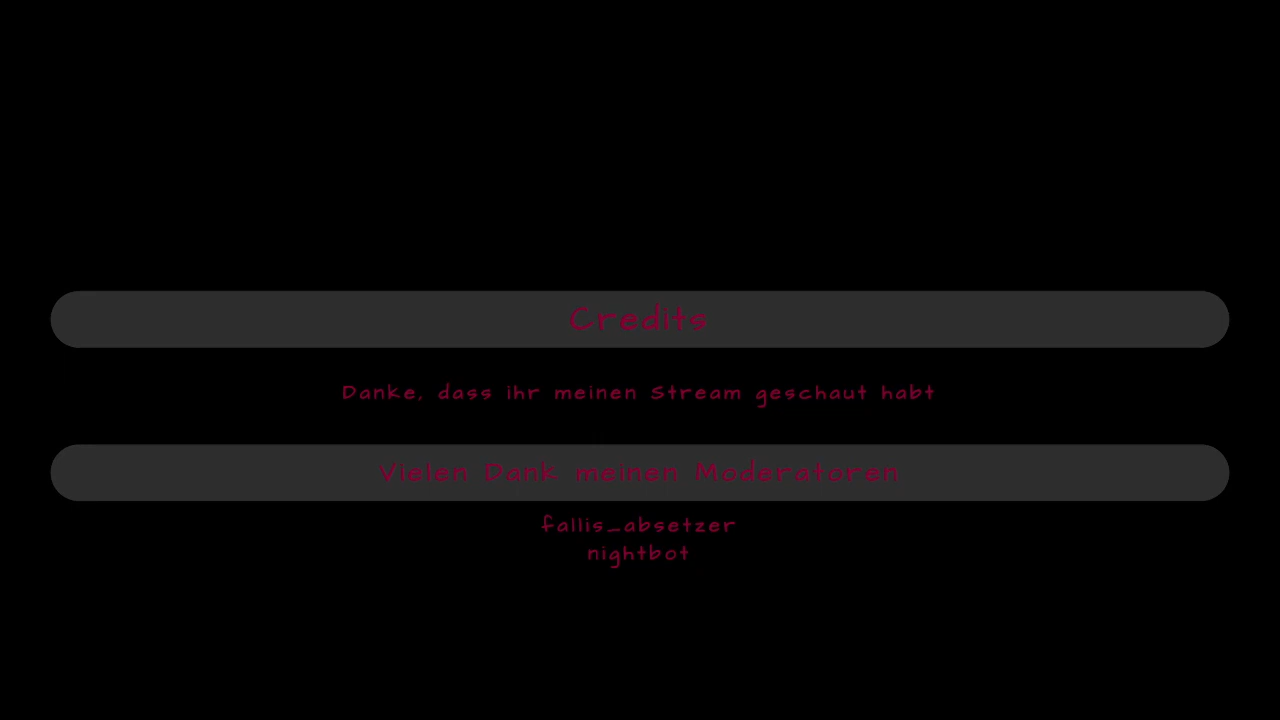 Credits
Danke, dass ihr meinen Stream geschaut habt
Vielen Dank meinen Moderatoren
fallis_absetzer
nightbot